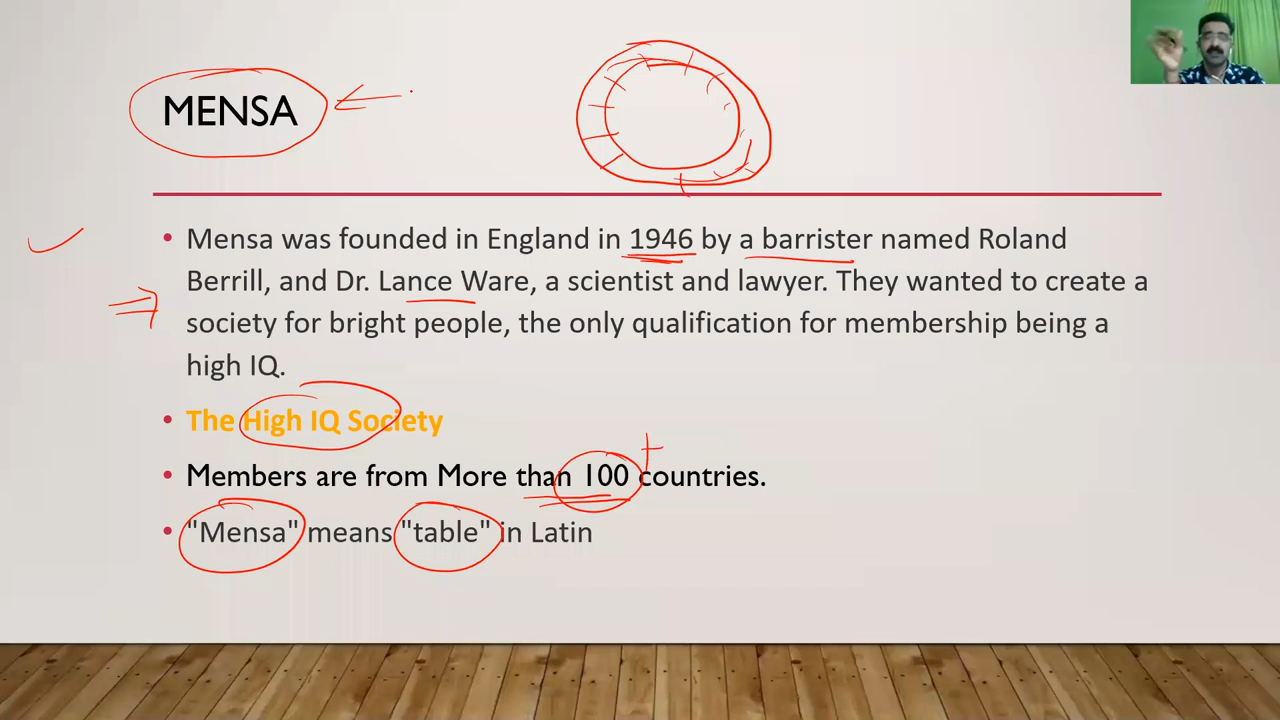 MENSA
Mensa was founded in England in 1946 by a barrister named Roland
Berrill, and Dr. Lance Ware, a scientist and lawyer. They wanted to create a
society for bright people, the only qualification for membership being a
high IQ.
The High IQ Society
Members are from More than 100 countries.
"Mensa" means "table" in Latin